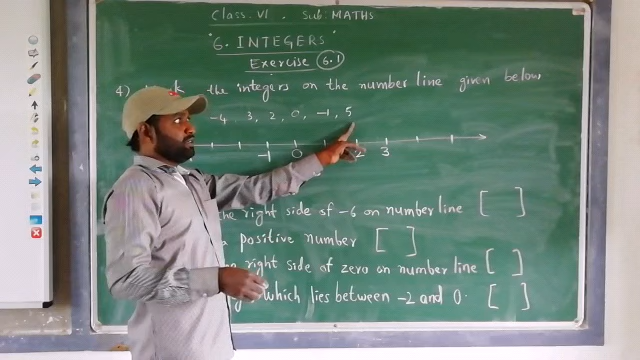 Class. VI. Sub: MATHS
"6. INTEGERS"
Exercise 6.1
4) the integers on the number line given below
-4 3, 2, 0, -1, 5
-1 0 2 3
the right side of -6 on number line [ ]
a positive number [ ]
right side of zero on number line [ ]
which lies between -2 and 0. [ ]